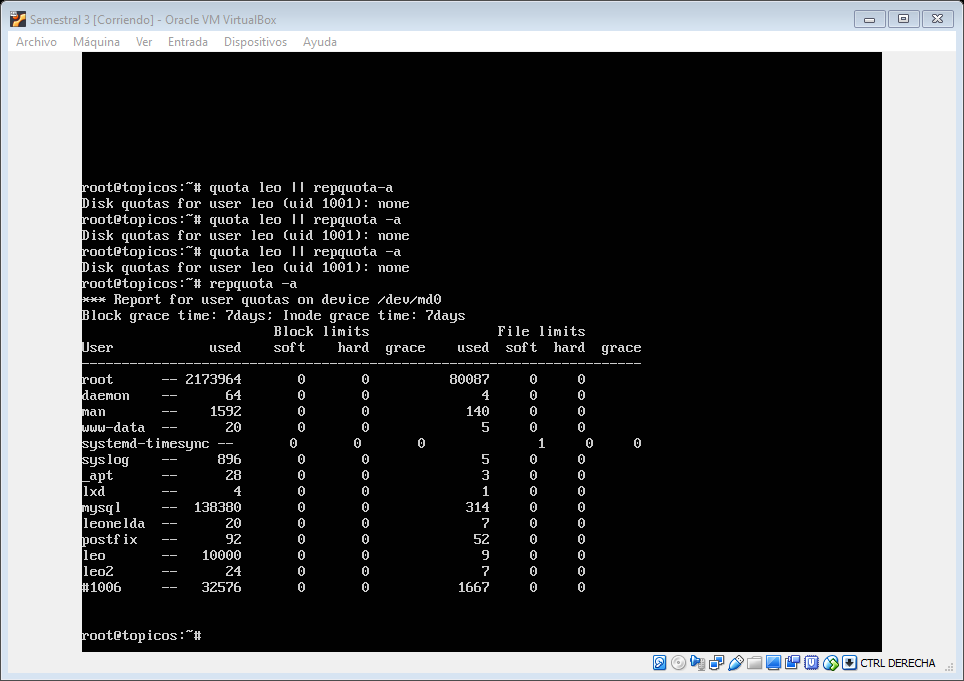 Semestral 3 [Corriendo] - Oracle VM VirtualBox
Archivo Máquina Ver Entrada Dispositivos Ayuda
root@topicos:~# quota leo || repquota-a
Disk quotas for user leo (uid 1001): none
root@topicos:~# quota leo || repquota -a
Disk quotas for user leo (uid 1001): none
root@topicos:~# quota leo || repquota -a
Disk quotas for user leo (uid 1001): none
root@topicos:~# repquota -a
*** Report for user quotas on device /dev/md0
Block grace time: 7days; Inode grace time: 7days
                        Block limits                File limits
User            used    soft    hard  grace    used  soft  hard  grace
----------------------------------------------------------------------
root      -- 2173964       0       0          80087     0     0
daemon    --      64       0       0              4     0     0
man       --    1592       0       0            140     0     0
www-data  --      20       0       0              5     0     0
systemd-timesync --       0       0       0              1     0     0
syslog    --     896       0       0              5     0     0
_apt      --      28       0       0              3     0     0
lxd       --       4       0       0              1     0     0
mysql     --  138380       0       0            314     0     0
leonelda  --      20       0       0              7     0     0
postfix   --      92       0       0             52     0     0
leo       --   10000       0       0              9     0     0
leo2      --      24       0       0              7     0     0
#1006     --   32576       0       0           1667     0     0
root@topicos:~#
CTRL DERECHA